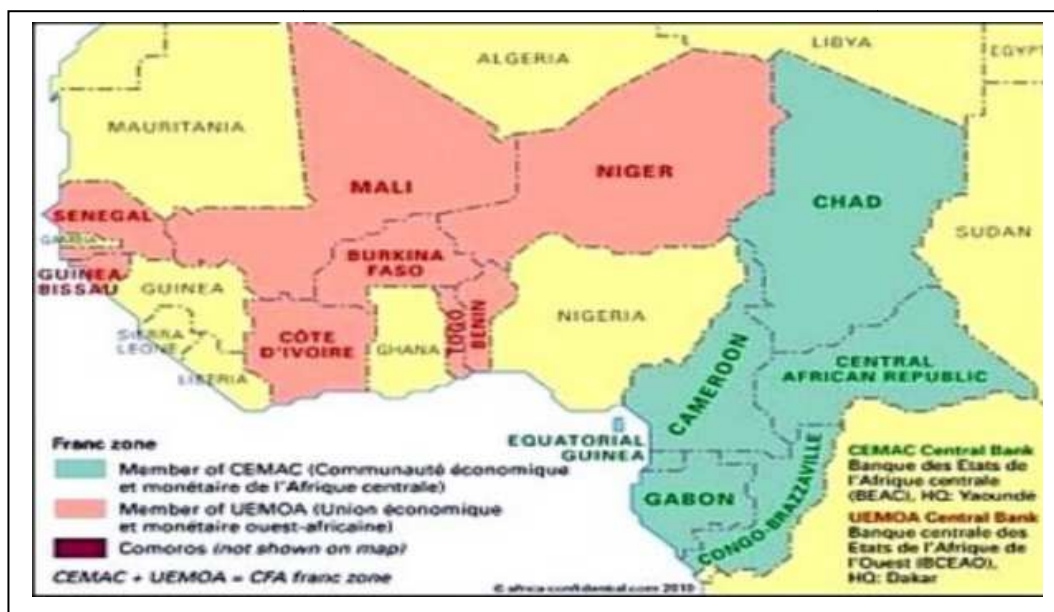 LIBYA
ALGERIA
EGYPT
MAURITANIA
NIGER
MALI
CHAD
SENEGAL
SUDAN
GAMBIA
BURKINA
FASO
GUINEA
BISSAU
GUINEA
NIGERIA
TOGO
BENIN
SIERRA
LEONE
CÔTE
D'IVOIRE
GHANA
CENTRAL
AFRICAN REPUBLIC
LIBERIA
CAMEROON
EQUATORIAL
GUINEA
GABON
CONGO-BRAZZAVILLE
Franc zone
Member of CEMAC (Communauté économique
et monétaire de l'Afrique centrale)
Member of UEMOA (Union économique
et monétaire ouest-africaine)
Comoros (not shown on map)
CEMAC + UEMOA = CFA franc zone
CEMAC Central Bank
Banque des Etats de
l'Afrique centrale
(BEAC), HQ: Yaoundé
UEMOA Central Bank
Banque centrale des
Etats de l'Afrique de
l'Ouest (BCEAO),
HQ: Dakar
© africa-confidential.com 2010